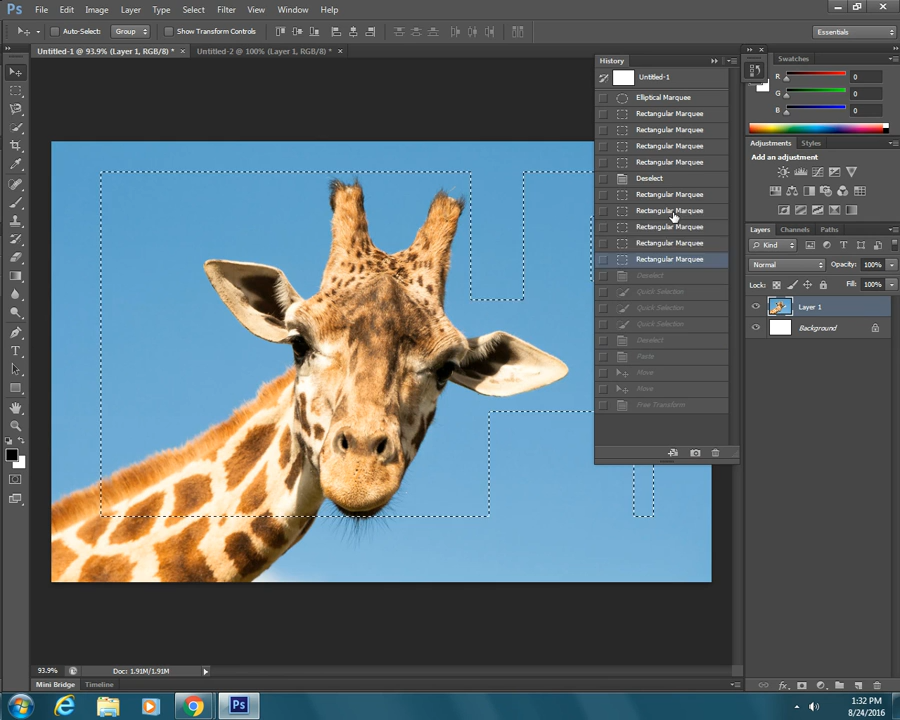 Ps File Edit Image Layer Type Select Filter View Window Help
Auto-Select: Group Show Transform Controls Essentials
Untitled-1 @ 93.9% (Layer 1, RGB/8) * × Untitled-2 @ 100% (Layer 1, RGB/8) * ×
History
Untitled-1
Elliptical Marquee
Rectangular Marquee
Rectangular Marquee
Rectangular Marquee
Rectangular Marquee
Deselect
Rectangular Marquee
Rectangular Marquee
Rectangular Marquee
Rectangular Marquee
Rectangular Marquee
Deselect
Quick Selection
Quick Selection
Quick Selection
Deselect
Paste
Move
Move
Free Transform
Swatches
R 0
G 0
B 0
Adjustments Styles
Add an adjustment
Layers Channels Paths
Kind
Normal Opacity: 100%
Lock: Fill: 100%
Layer 1
Background
93.9% Doc: 1.91M/1.91M
Mini Bridge Timeline
fx
Ps
1:32 PM
8/24/2016